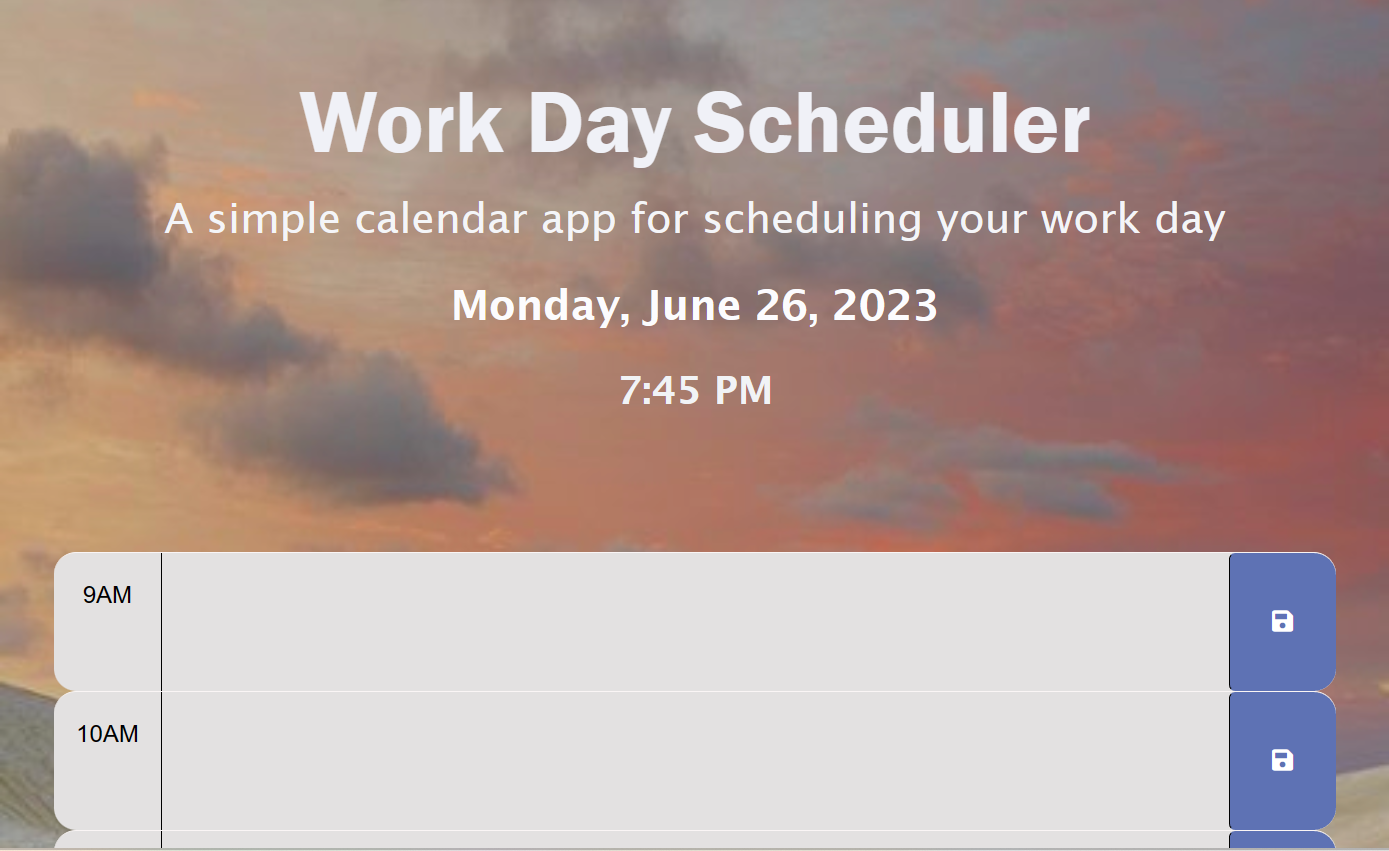 Work Day Scheduler
A simple calendar app for scheduling your work day
Monday, June 26, 2023
7:45 PM
9AM
10AM